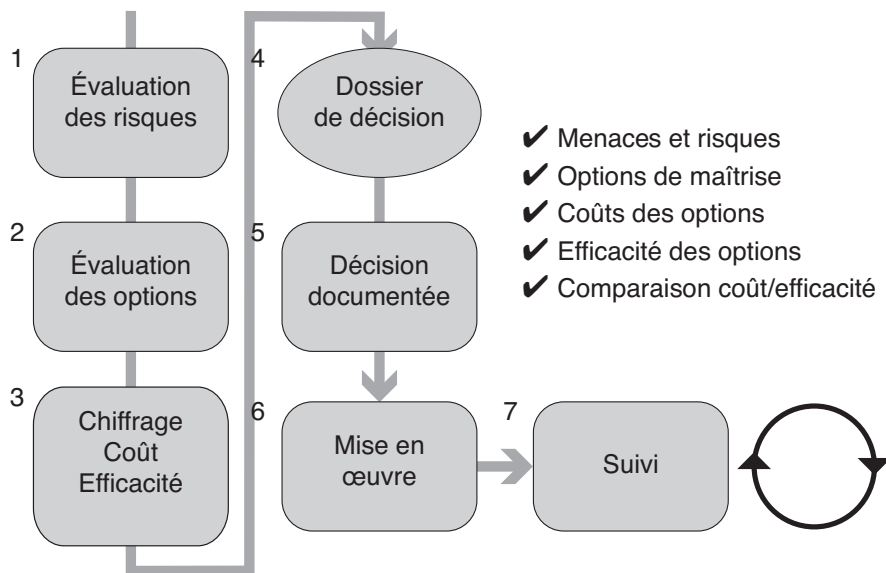 1
Évaluation
des risques
2
Évaluation
des options
3
Chiffrage
Coût
Efficacité
4
Dossier
de décision
5
Décision
documentée
6
Mise en
œuvre
7
Suivi
✔ Menaces et risques
✔ Options de maîtrise
✔ Coûts des options
✔ Efficacité des options
✔ Comparaison coût/efficacité